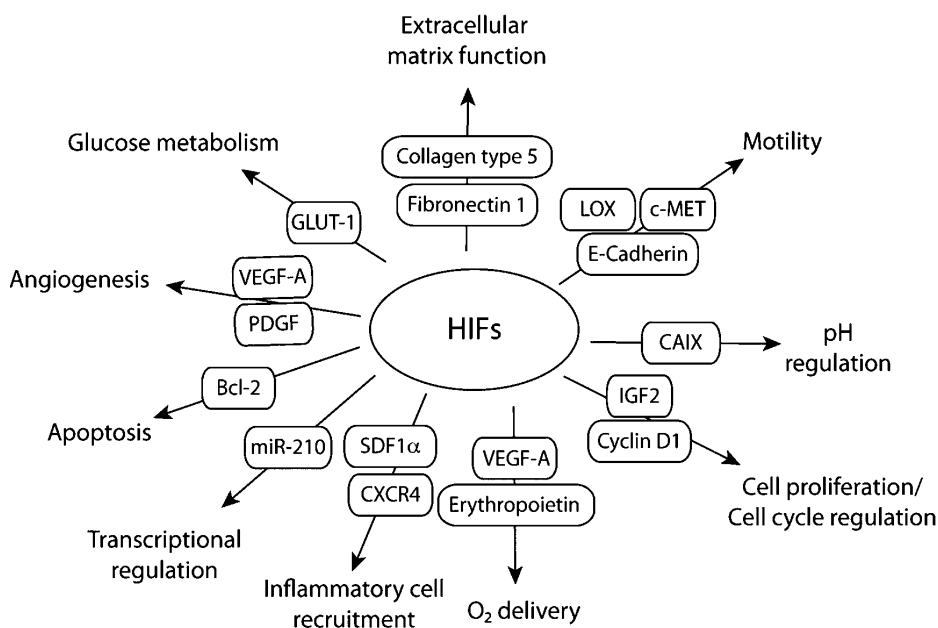 Extracellular
matrix function
Glucose metabolism
Collagen type 5
Motility
Fibronectin 1
LOX
c-MET
GLUT-1
E-Cadherin
Angiogenesis
VEGF-A
PDGF
HIFs
CAIX
pH
regulation
Bcl-2
IGF2
Apoptosis
miR-210
SDF1α
VEGF-A
Cyclin D1
CXCR4
Erythropoietin
Cell proliferation/
Cell cycle regulation
Transcriptional
regulation
Inflammatory cell
recruitment
O₂ delivery